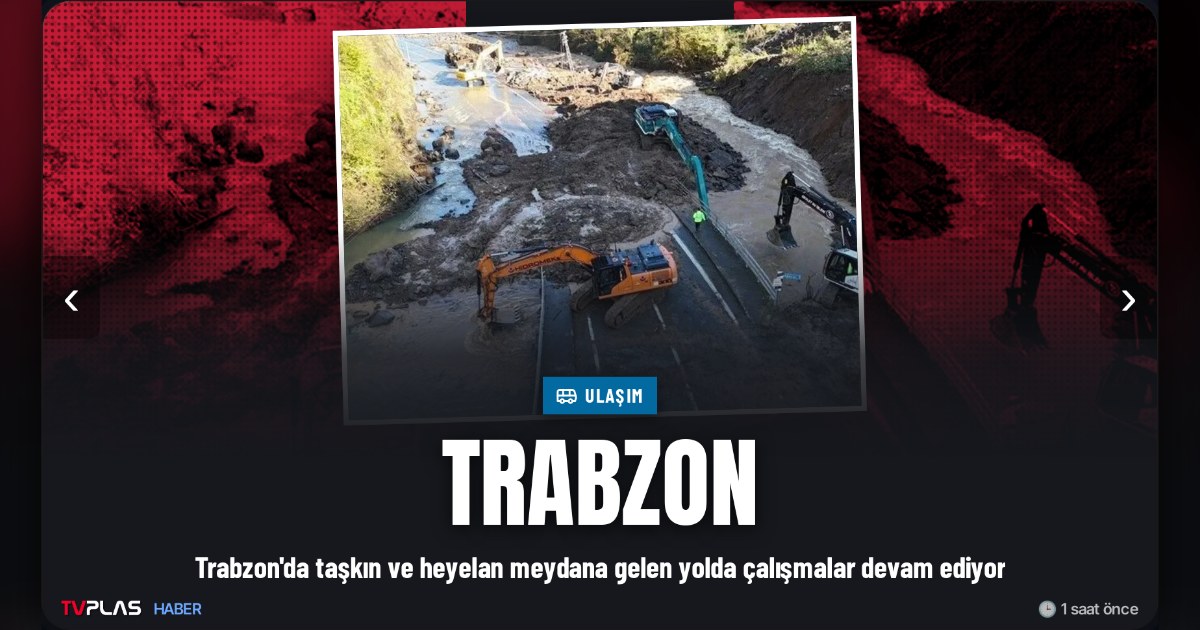 ULAŞIM
TRABZON
Trabzon'da taşkın ve heyelan meydana gelen yolda çalışmalar devam ediyor
TVPLAS HABER
1 saat önce